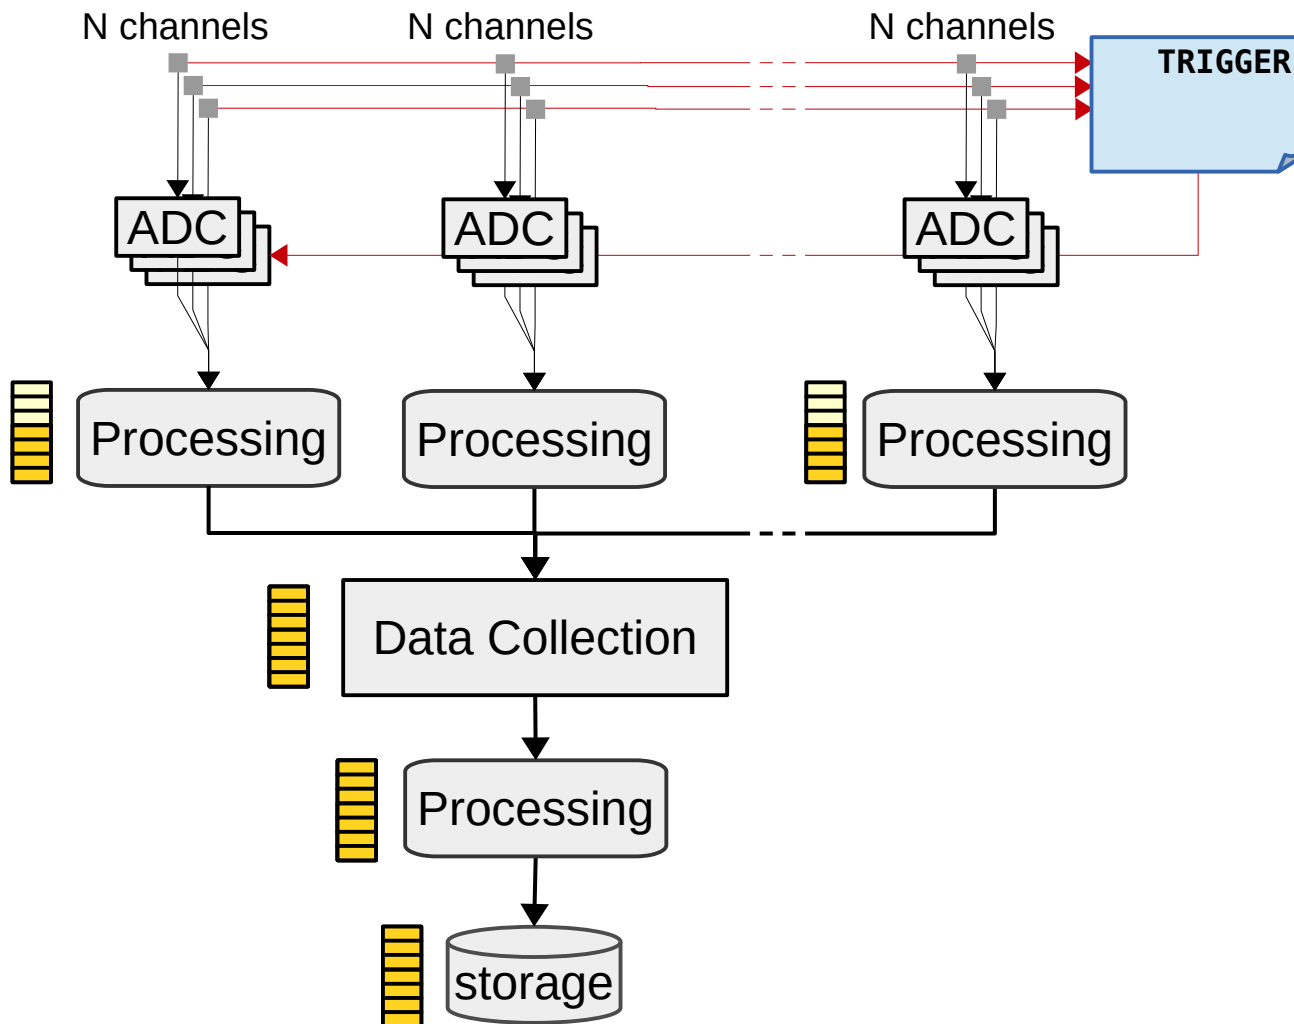 N channels
N channels
N channels
TRIGGER
ADC
ADC
ADC
Processing
Processing
Processing
Data Collection
Processing
storage